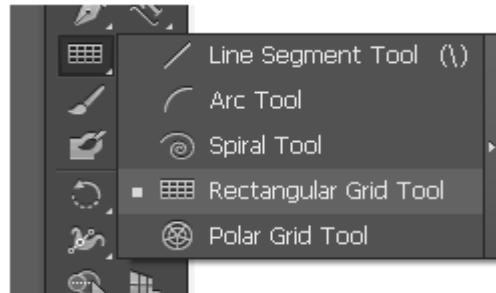 Line Segment Tool (\)
Arc Tool
Spiral Tool
Rectangular Grid Tool
Polar Grid Tool